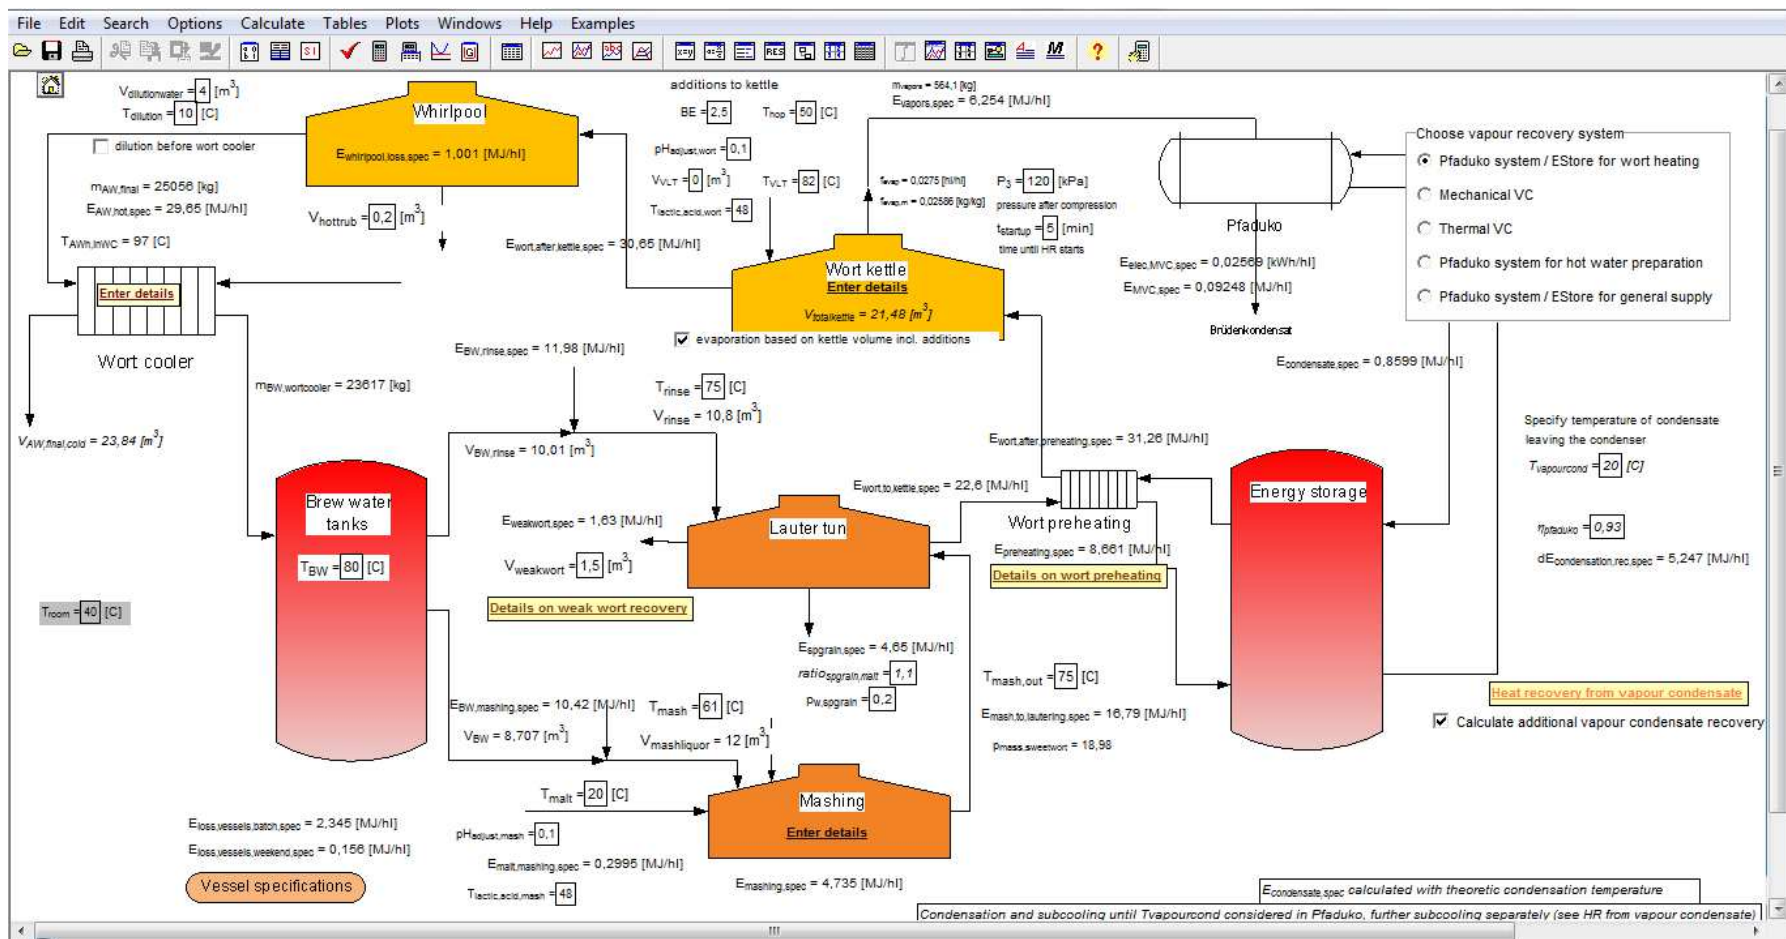 File Edit Search Options Calculate Tables Plots Windows Help Examples
V_dilutionwater = 4 [m³]
T_dilution = 10 [C]
dilution before wort cooler
m_AW,final = 25056 [kg]
E_AW,hot,spec = 29,65 [MJ/hl]
T_AWh,inWC = 97 [C]
Enter details
Wort cooler
V_AW,final,cold = 23,84 [m³]
m_BW,wortcooler = 23617 [kg]
Whirlpool
E_whirlpool,loss,spec = 1,001 [MJ/hl]
V_hottrub = 0,2 [m³]
E_wort,after,kettle,spec = 30,65 [MJ/hl]
additions to kettle
BE = 2,5 T_hop = 50 [C]
pH_adjust,wort = 0,1
V_VLT = 0 [m³] T_VLT = 82 [C]
T_lactic,acid,wort = 48
m_vapors = 564,1 [kg]
E_vapors,spec = 6,254 [MJ/hl]
f_evap = 0,0275 [hl/hl]
f_evap,m = 0,02586 [kg/kg]
P_3 = 120 [kPa]
pressure after compression
t_startup = 5 [min]
time until HR starts
Wort kettle
Enter details
V_totalkettle = 21,48 [m³]
evaporation based on kettle volume incl. additions
Pfaduko
E_elec,MVC,spec = 0,02569 [kWh/hl]
E_MVC,spec = 0,09248 [MJ/hl]
Brüdenkondensat
Choose vapour recovery system
Pfaduko system / EStore for wort heating
Mechanical VC
Thermal VC
Pfaduko system for hot water preparation
Pfaduko system / EStore for general supply
E_condensate,spec = 0,8599 [MJ/hl]
Specify temperature of condensate
leaving the condenser
T_vapourcond = 20 [C]
η_pfaduko = 0,93
dE_condensation,rec,spec = 5,247 [MJ/hl]
E_BW,rinse,spec = 11,98 [MJ/hl]
T_rinse = 75 [C]
V_rinse = 10,8 [m³]
V_BW,rinse = 10,01 [m³]
Brew water
tanks
T_BW = 80 [C]
T_room = 40 [C]
E_weakwort,spec = 1,63 [MJ/hl]
V_weakwort = 1,5 [m³]
Details on weak wort recovery
Lauter tun
E_wort,to,kettle,spec = 22,6 [MJ/hl]
E_wort,after,preheating,spec = 31,26 [MJ/hl]
Wort preheating
E_preheating,spec = 8,661 [MJ/hl]
Details on wort preheating
Energy storage
E_spgrain,spec = 4,65 [MJ/hl]
ratio_spgrain,malt = 1,1
p_w,spgrain = 0,2
T_mash,out = 75 [C]
E_mash,to,lautering,spec = 16,79 [MJ/hl]
p_mass,sweetwort = 18,98
Heat recovery from vapour condensate
Calculate additional vapour condensate recovery
E_BW,mashing,spec = 10,42 [MJ/hl]
V_BW = 8,707 [m³]
T_mash = 61 [C]
V_mashliquor = 12 [m³]
T_malt = 20 [C]
Mashing
Enter details
pH_adjust,mash = 0,1
E_malt,mashing,spec = 0,2995 [MJ/hl]
T_lactic,acid,mash = 48
E_mashing,spec = 4,735 [MJ/hl]
E_loss,vessels,batch,spec = 2,345 [MJ/hl]
E_loss,vessels,weekend,spec = 0,156 [MJ/hl]
Vessel specifications
E_condensate,spec calculated with theoretic condensation temperature
Condensation and subcooling until Tvapourcond considered in Pfaduko, further subcooling separately (see HR from vapour condensate)